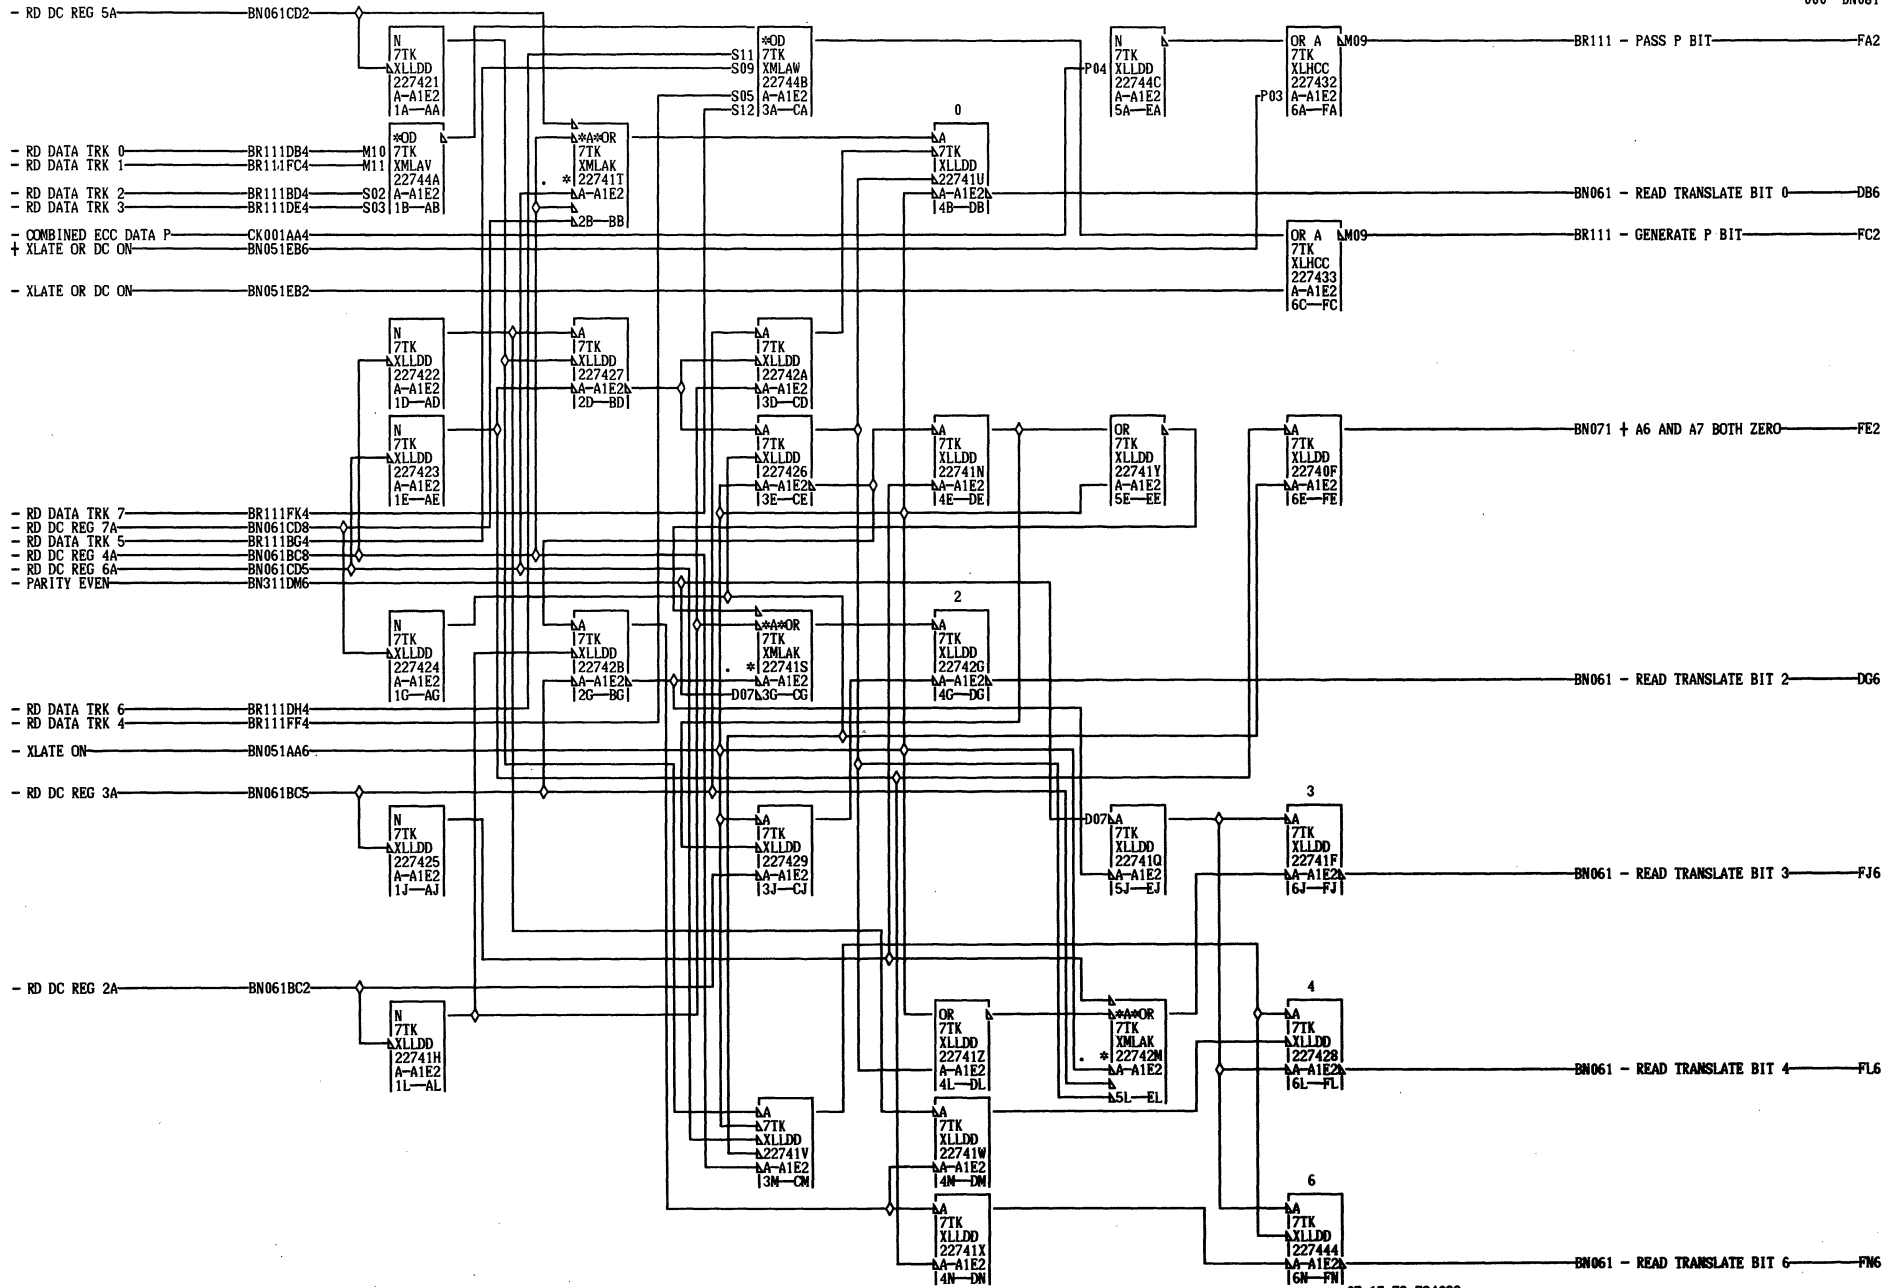 000 BN081
- RD DC REG 5A BN061CD2
N
7TK
XLLDD
227421
A-A1E2
1A—AA
S11
S09
S05
S12
*OD
7TK
XMLAW
22744B
A-A1E2
3A—CA
P04
N
7TK
XLLDD
22744C
A-A1E2
5A—EA
P03
OR A M09
7TK
XLHCC
227432
A-A1E2
6A—FA
BR111 - PASS P BIT FA2
- RD DATA TRK 0 BR111DB4 M10
- RD DATA TRK 1 BR111FC4 M11
- RD DATA TRK 2 BR111BD4 S02
- RD DATA TRK 3 BR111DE4 S03
*OD
7TK
XMLAV
22744A
A-A1E2
1B—AB
*A*OR
7TK
XMLAK
* 22741T
A-A1E2
2B—BB
0
A
7TK
XLLDD
22741U
A-A1E2
4B—DB
BN061 - READ TRANSLATE BIT 0 DB6
- COMBINED ECC DATA P CK001AA4
+ XLATE OR DC ON BN051EB6
- XLATE OR DC ON BN051EB2
OR A M09
7TK
XLHCC
227433
A-A1E2
6C—FC
BR111 - GENERATE P BIT FC2
N
7TK
XLLDD
227422
A-A1E2
1D—AD
A
7TK
XLLDD
227427
A-A1E2
2D—BD
A
7TK
XLLDD
22742A
A-A1E2
3D—CD
N
7TK
XLLDD
227423
A-A1E2
1E—AE
A
7TK
XLLDD
227426
A-A1E2
3E—CE
A
7TK
XLLDD
22741N
A-A1E2
4E—DE
OR
7TK
XLLDD
22741Y
A-A1E2
5E—EE
A
7TK
XLLDD
22740F
A-A1E2
6E—FE
BN071 + A6 AND A7 BOTH ZERO FE2
- RD DATA TRK 7 BR111FK4
- RD DC REG 7A BN061CD8
- RD DATA TRK 5 BR111BG4
- RD DC REG 4A BN061BC8
- RD DC REG 6A BN061CD5
- PARITY EVEN BN311DM6
N
7TK
XLLDD
227424
A-A1E2
1G—AG
A
7TK
XLLDD
22742B
A-A1E2
2G—BG
*A*OR
7TK
XMLAK
* 22741S
A-A1E2
D07 3G—CG
2
A
7TK
XLLDD
22742G
A-A1E2
4G—DG
BN061 - READ TRANSLATE BIT 2 DG6
- RD DATA TRK 6 BR111DH4
- RD DATA TRK 4 BR111FF4
- XLATE ON BN051AA6
- RD DC REG 3A BN061BC5
N
7TK
XLLDD
227425
A-A1E2
1J—AJ
A
7TK
XLLDD
227429
A-A1E2
3J—CJ
D07 A
7TK
XLLDD
22741Q
A-A1E2
5J—EJ
3
A
7TK
XLLDD
22741F
A-A1E2
6J—FJ
BN061 - READ TRANSLATE BIT 3 FJ6
- RD DC REG 2A BN061BC2
N
7TK
XLLDD
22741H
A-A1E2
1L—AL
OR
7TK
XLLDD
22741Z
A-A1E2
4L—DL
*A*OR
7TK
XMLAK
* 22742M
A-A1E2
5L—EL
4
A
7TK
XLLDD
227428
A-A1E2
6L—FL
BN061 - READ TRANSLATE BIT 4 FL6
A
7TK
XLLDD
22741V
A-A1E2
3M—CM
A
7TK
XLLDD
22741W
A-A1E2
4M—DM
A
7TK
XLLDD
22741X
A-A1E2
4N—DN
6
A
7TK
XLLDD
227444
A-A1E2
6N—FN
BN061 - READ TRANSLATE BIT 6 FN6